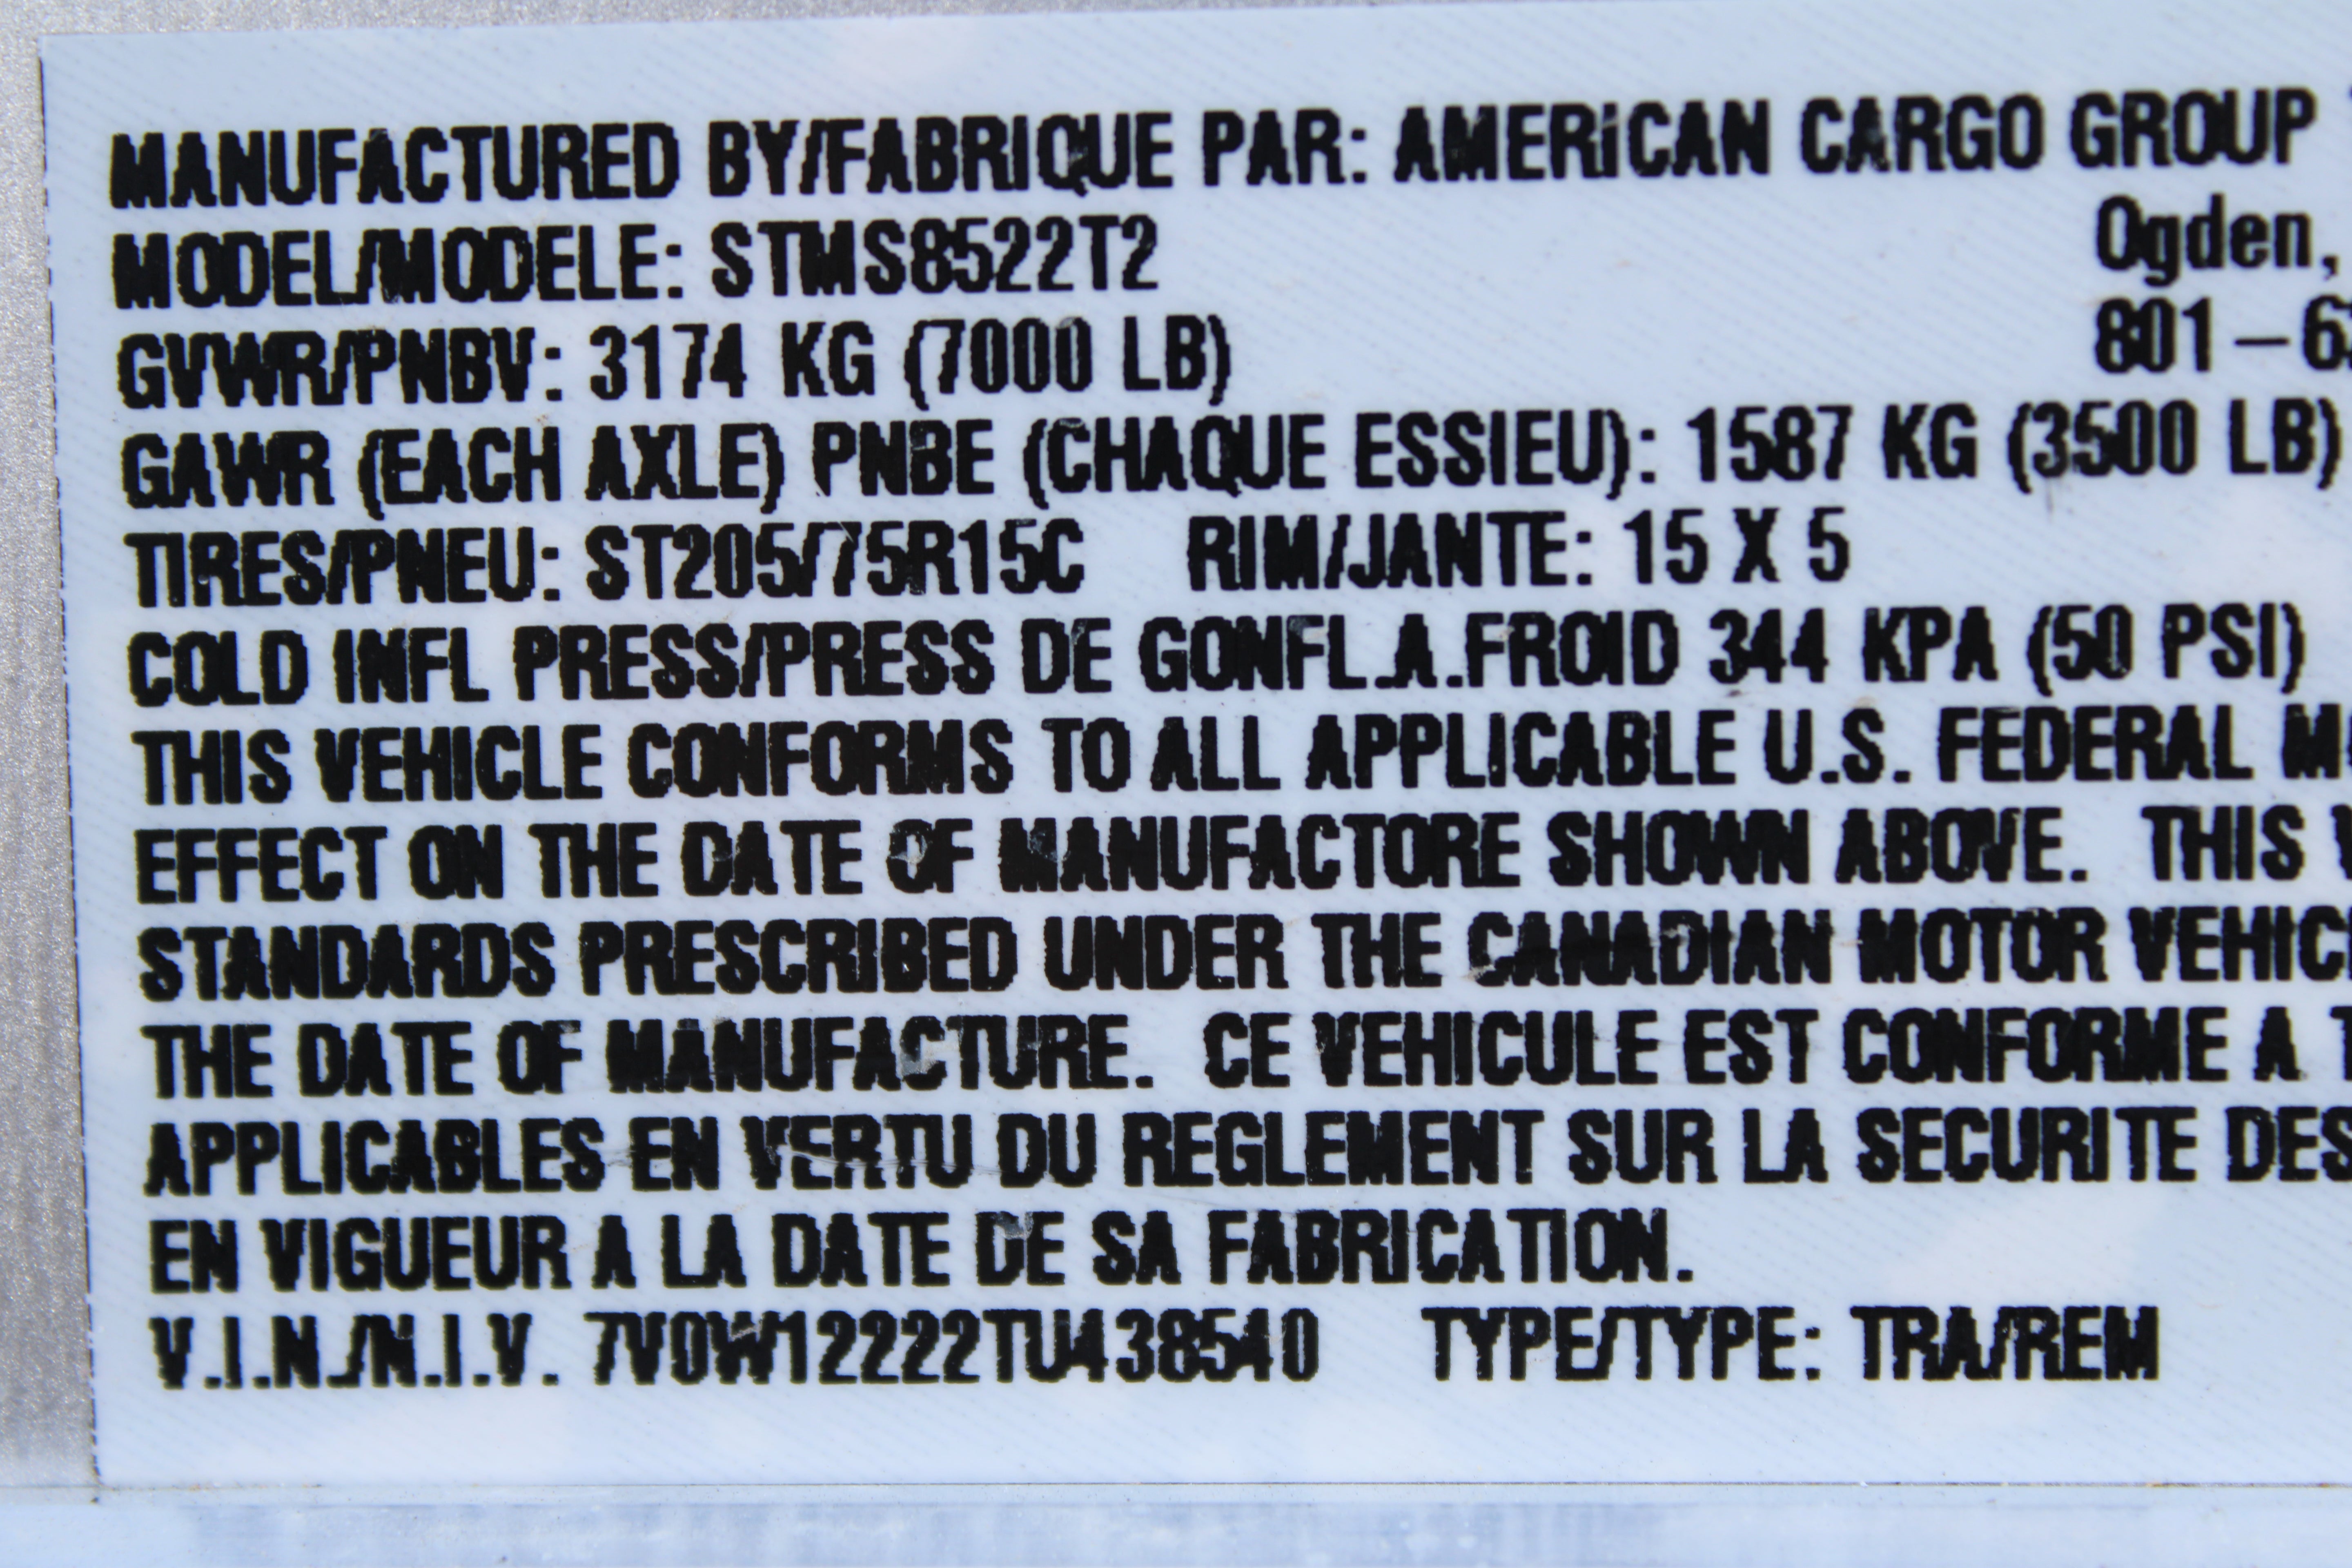 MANUFACTURED BY/FABRIQUE PAR: AMERICAN CARGO GROUP
MODEL/MODELE: STMS8522T2 Ogden,
GVWR/PNBV: 3174 KG (7000 LB) 801-6
GAWR (EACH AXLE) PNBE (CHAQUE ESSIEU): 1587 KG (3500 LB)
TIRES/PNEU: ST205/75R15C RIM/JANTE: 15 X 5
COLD INFL PRESS/PRESS DE GONFL.A.FROID 344 KPA (50 PSI)
THIS VEHICLE CONFORMS TO ALL APPLICABLE U.S. FEDERAL M
EFFECT ON THE DATE OF MANUFACTORE SHOWN ABOVE. THIS V
STANDARDS PRESCRIBED UNDER THE CANADIAN MOTOR VEHIC
THE DATE OF MANUFACTURE. CE VEHICULE EST CONFORME A T
APPLICABLES EN VERTU DU REGLEMENT SUR LA SECURITE DES
EN VIGUEUR A LA DATE DE SA FABRICATION.
V.I.N./N.I.V. 7V0W12222TU438540 TYPE/TYPE: TRA/REM